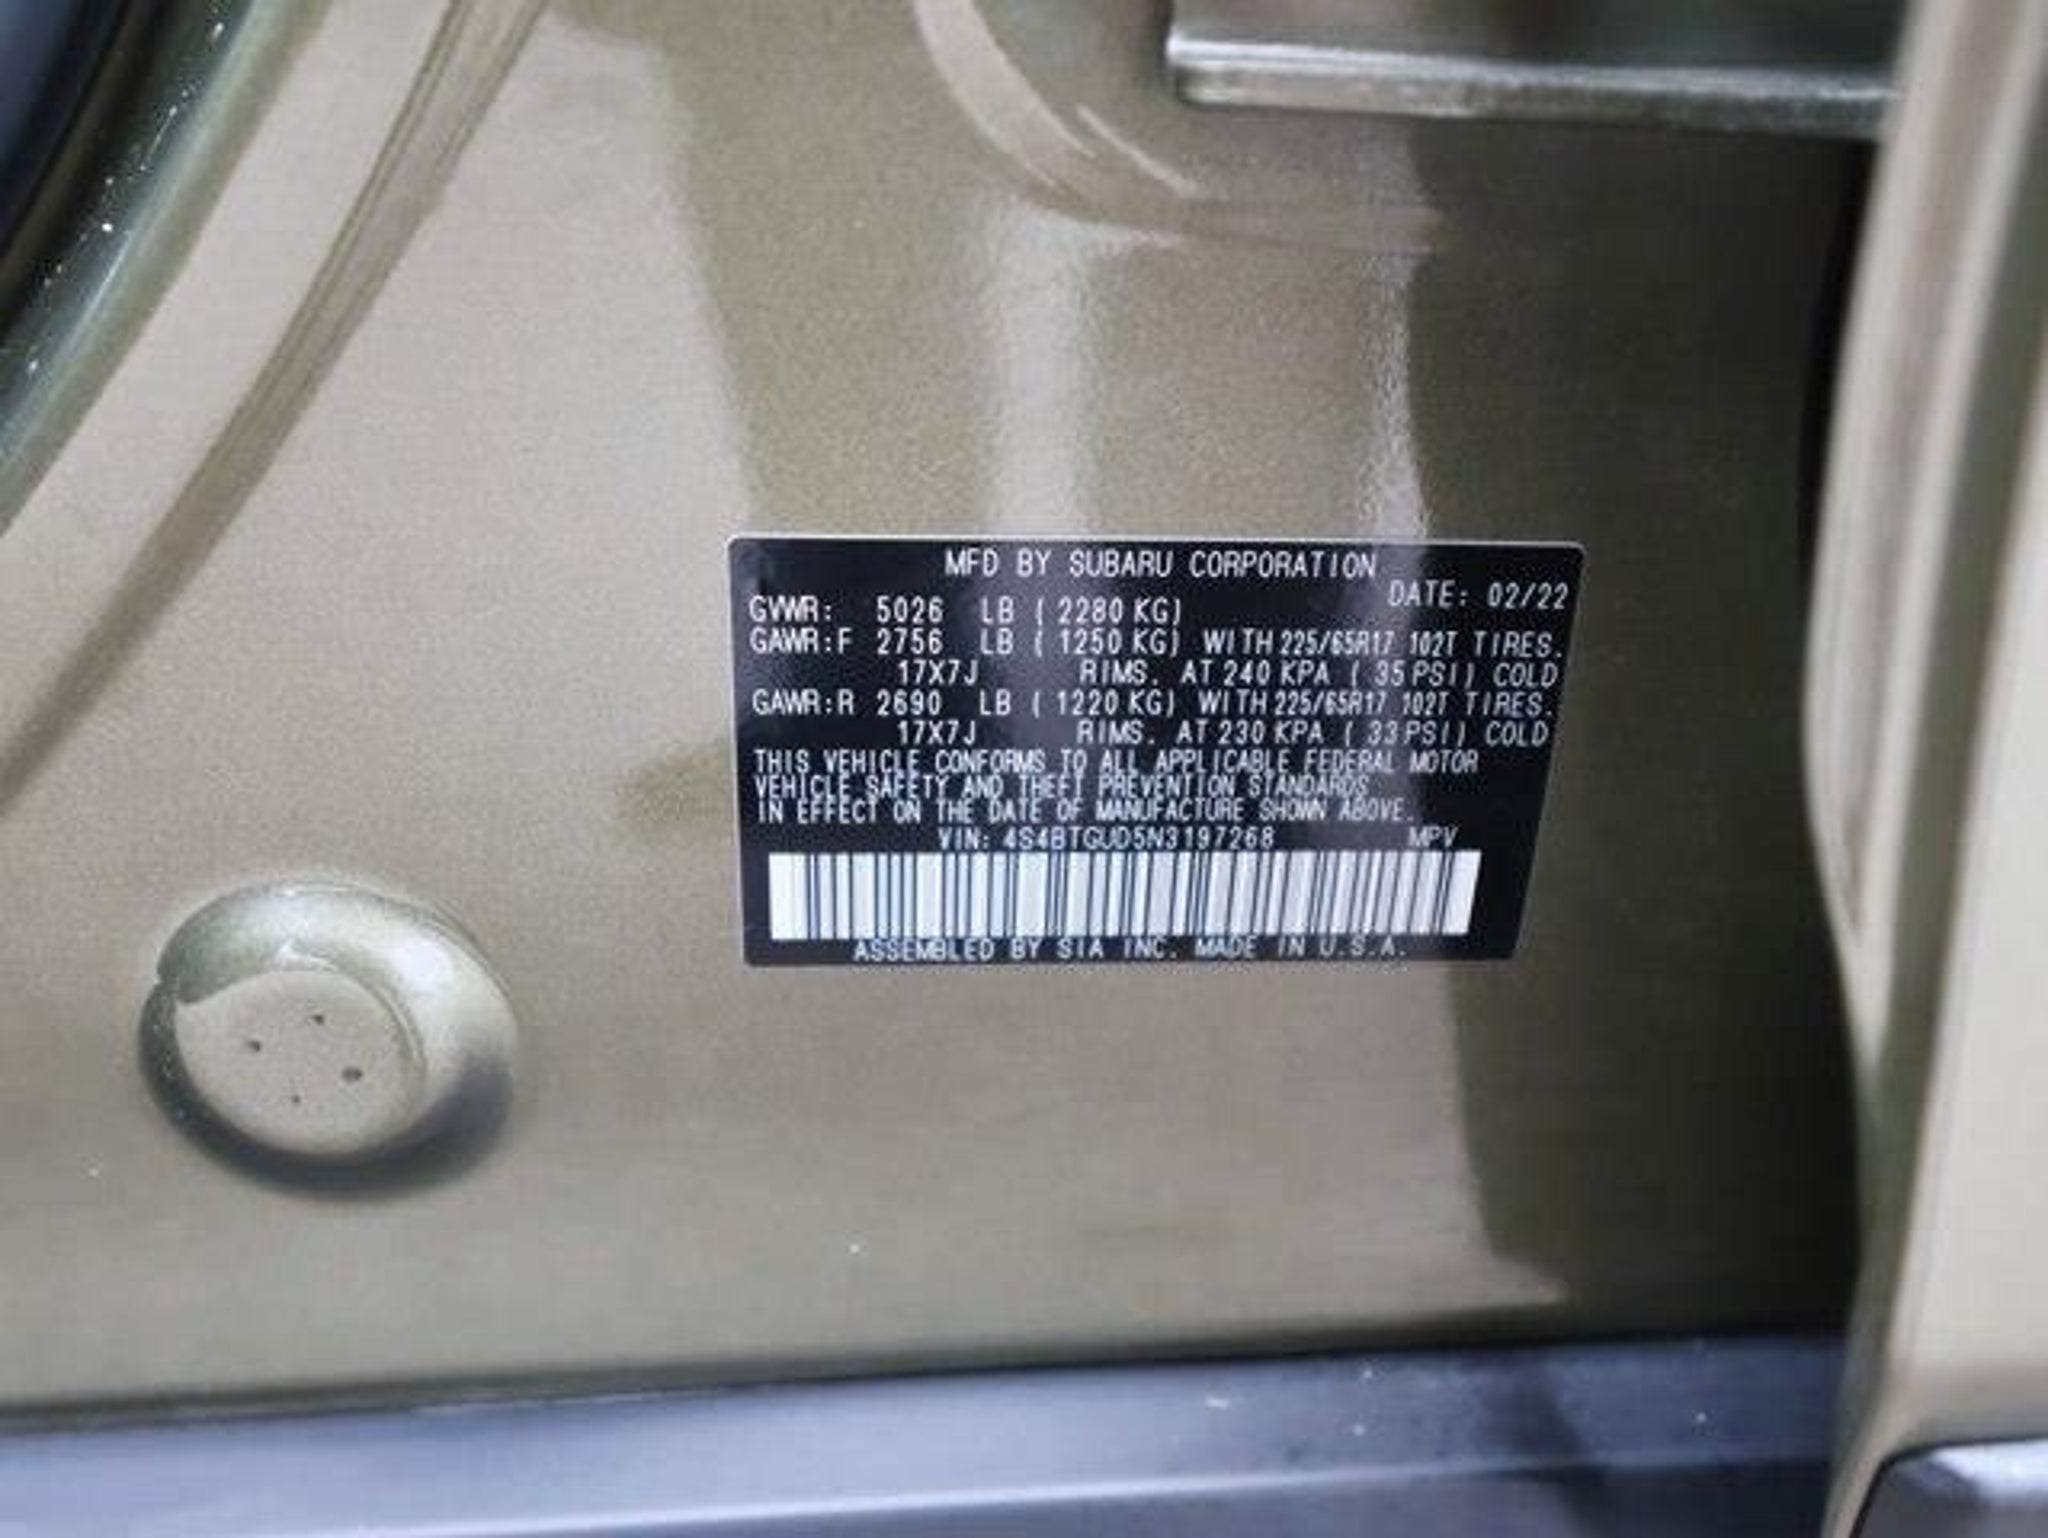 MFD BY SUBARU CORPORATION
DATE: 02/22
GVWR: 5026 LB ( 2280 KG)
GAWR:F 2756 LB ( 1250 KG) WITH 225/65R17 102T TIRES.
17X7J RIMS. AT 240 KPA ( 35 PSI) COLD
GAWR:R 2690 LB ( 1220 KG) WITH 225/65R17 102T TIRES.
17X7J RIMS. AT 230 KPA ( 33 PSI) COLD
THIS VEHICLE CONFORMS TO ALL APPLICABLE FEDERAL MOTOR
VEHICLE SAFETY AND THEFT PREVENTION STANDARDS
IN EFFECT ON THE DATE OF MANUFACTURE SHOWN ABOVE.
VIN: 4S4BTGUD5N3197268 MPV
ASSEMBLED BY SIA INC. MADE IN U.S.A.